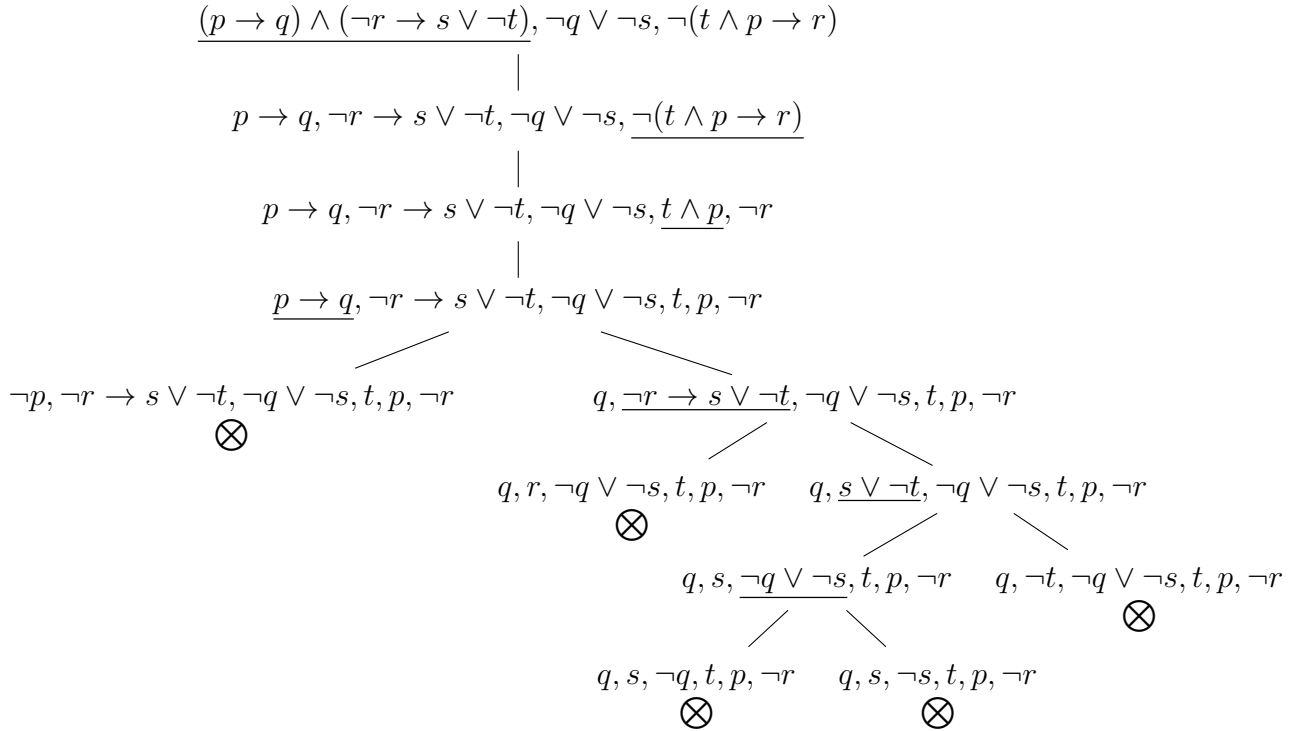 (p → q) ∧ (¬r → s ∨ ¬t), ¬q ∨ ¬s, ¬(t ∧ p → r)
p → q, ¬r → s ∨ ¬t, ¬q ∨ ¬s, ¬(t ∧ p → r)
p → q, ¬r → s ∨ ¬t, ¬q ∨ ¬s, t ∧ p, ¬r
p → q, ¬r → s ∨ ¬t, ¬q ∨ ¬s, t, p, ¬r
¬p, ¬r → s ∨ ¬t, ¬q ∨ ¬s, t, p, ¬r
q, ¬r → s ∨ ¬t, ¬q ∨ ¬s, t, p, ¬r
⊗
q, r, ¬q ∨ ¬s, t, p, ¬r
q, s ∨ ¬t, ¬q ∨ ¬s, t, p, ¬r
⊗
q, s, ¬q ∨ ¬s, t, p, ¬r
q, ¬t, ¬q ∨ ¬s, t, p, ¬r
⊗
q, s, ¬q, t, p, ¬r
q, s, ¬s, t, p, ¬r
⊗
⊗